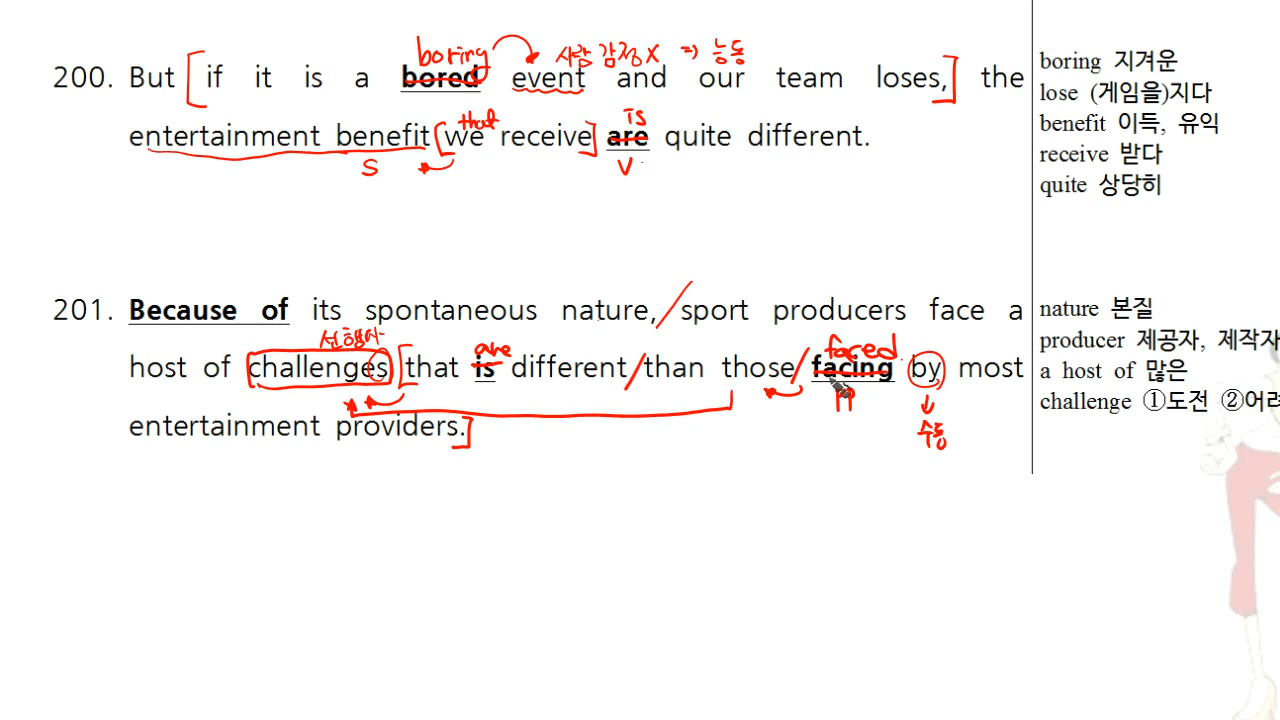 boring 사람 감정 X => 능동
200. But [if it is a bored event and our team loses,] the
that is
entertainment benefit [we receive] are quite different.
S V
201. Because of its spontaneous nature, / sport producers face a
선행사 are faced
host of [challenges] [that is different / than those / facing by most
PP ↓
entertainment providers.] 수동
boring 지겨운
lose (게임을)지다
benefit 이득, 유익
receive 받다
quite 상당히
nature 본질
producer 제공자, 제작자
a host of 많은
challenge ①도전 ②어려